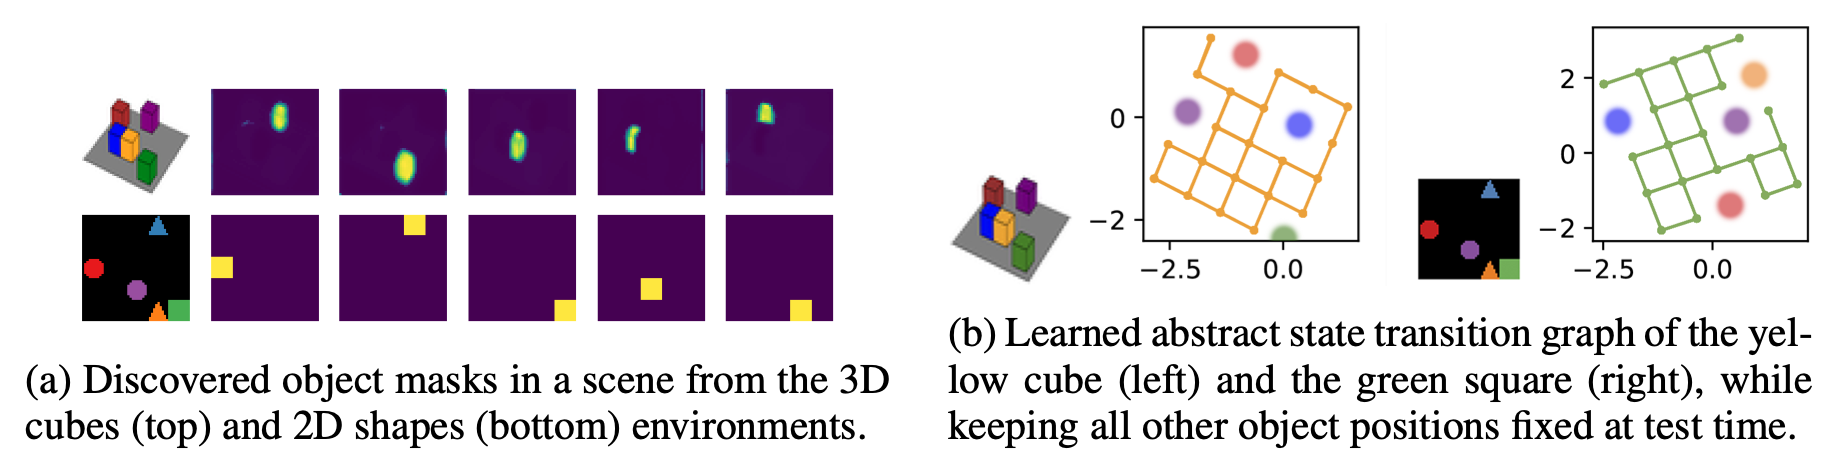 0
−2
−2.5
0.0
2
0
−2
−2.5
0.0
(a) Discovered object masks in a scene from the 3D
cubes (top) and 2D shapes (bottom) environments.
(b) Learned abstract state transition graph of the yel-
low cube (left) and the green square (right), while
keeping all other object positions fixed at test time.